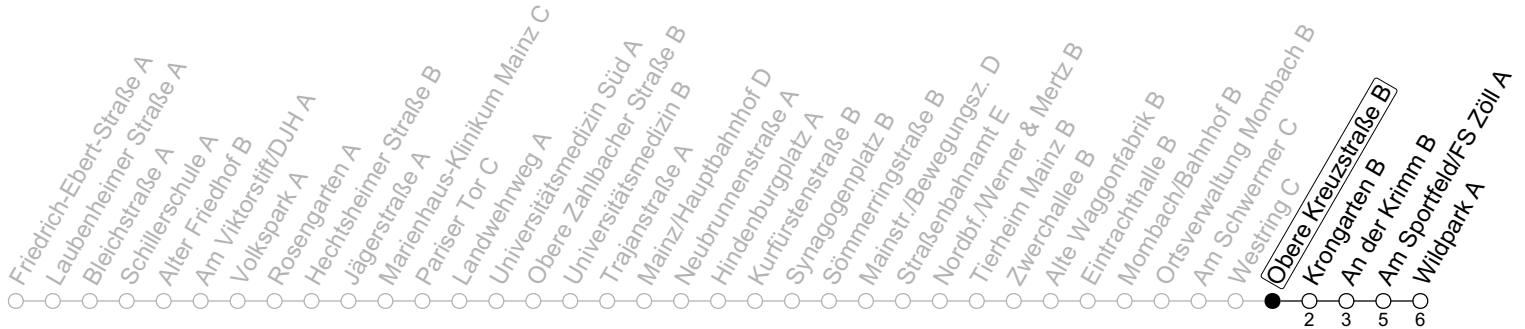 Friedrich-Ebert-Straße A
Laubenheimer Straße A
Bleichstraße A
Schillerschule A
Alter Friedhof B
Am Viktorstift/DJH A
Volkspark A
Rosengarten A
Hechtsheimer Straße B
Jägerstraße A
Marienhaus-Klinikum Mainz C
Pariser Tor C
Landwehrweg A
Universitätsmedizin Süd A
Obere Zahlbacher Straße B
Universitätsmedizin B
Trajanstraße A
Mainz/Hauptbahnhof D
Neubrunnenstraße A
Hindenburgplatz A
Kurfürstenstraße B
Synagogenplatz B
Sömmerringstraße B
Mainstr./Bewegungsz. D
Straßenbahnamt E
Nordbf./Werner & Mertz B
Tierheim Mainz B
Zwerchallee B
Alte Waggonfabrik B
Eintrachthalle B
Mombach/Bahnhof B
Ortsverwaltung Mombach B
Am Schwermer C
Westring C
Obere Kreuzstraße B
Krongarten B
An der Krimm B
Am Sportfeld/FS Zöll A
Wildpark A
2 3 5 6